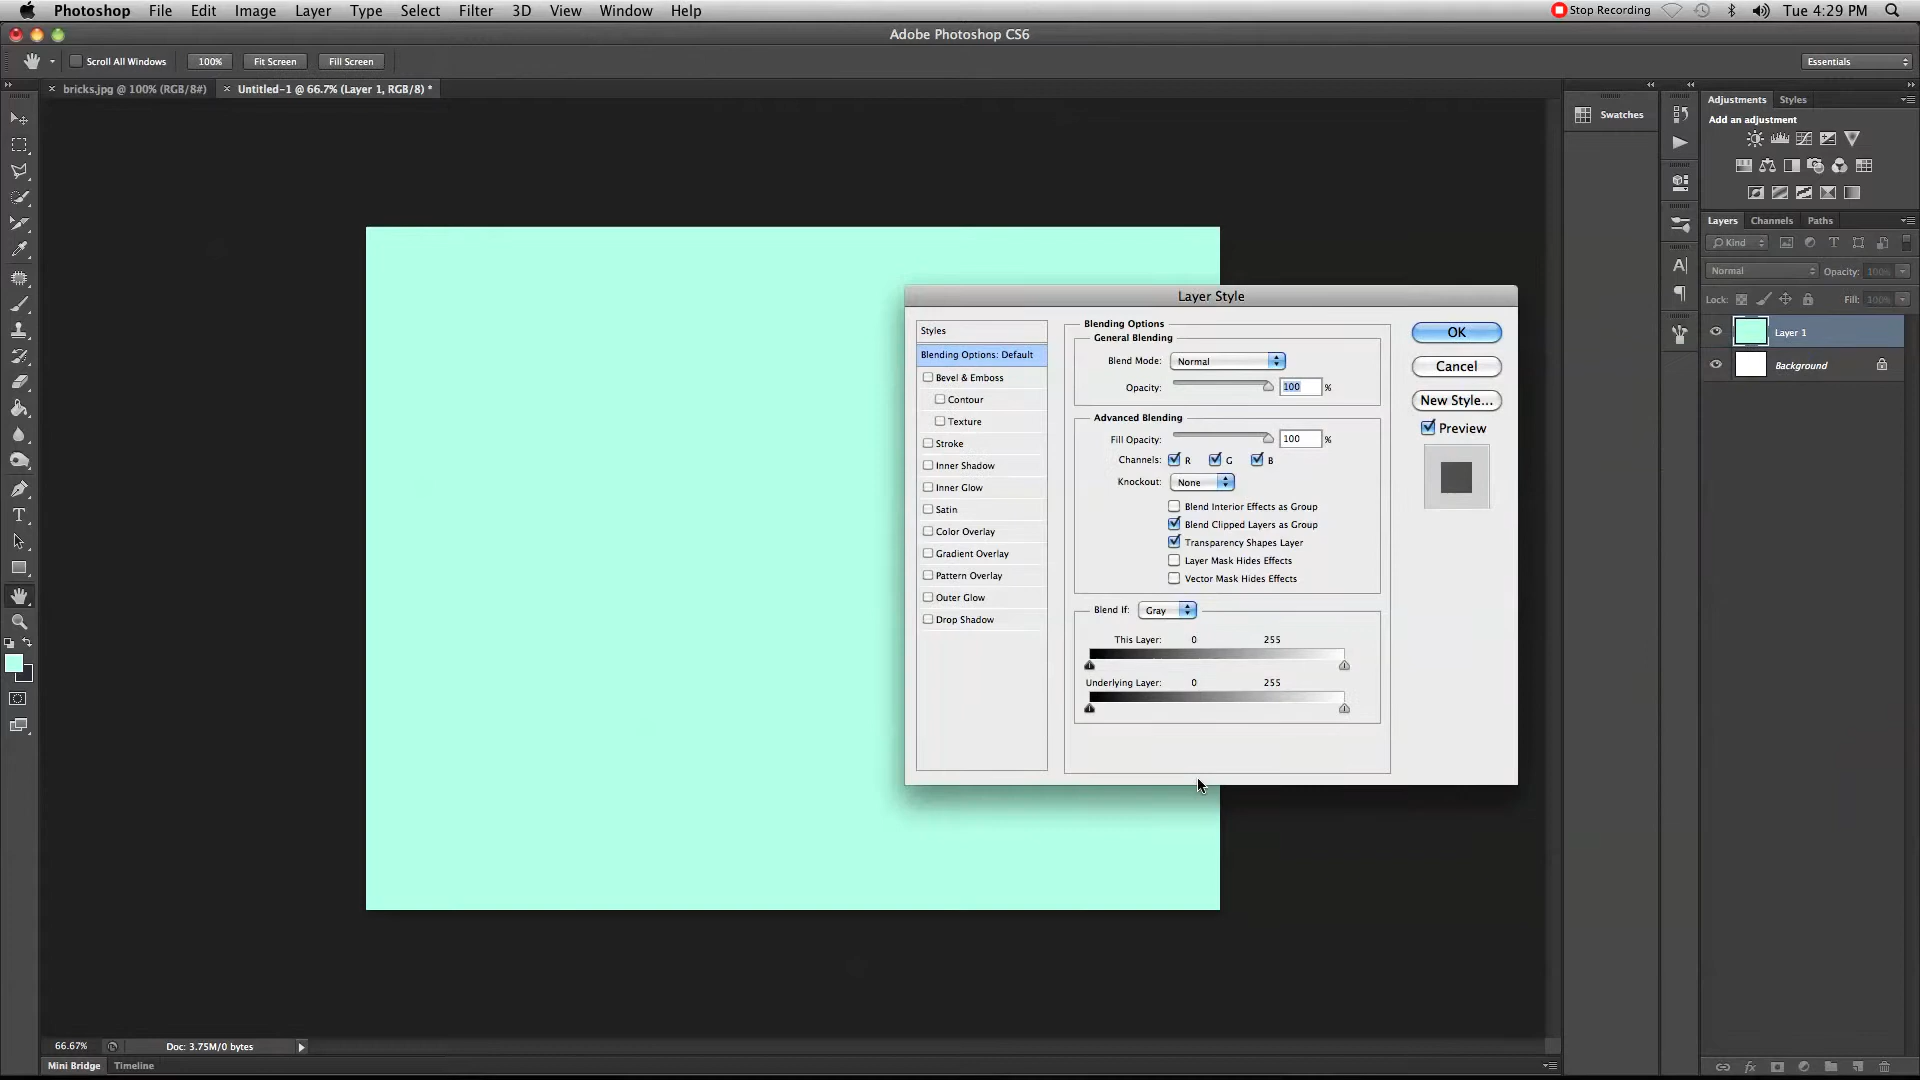 Photoshop File Edit Image Layer Type Select Filter 3D View Window Help Stop Recording Tue 4:29 PM
Adobe Photoshop CS6
Scroll All Windows 100% Fit Screen Fill Screen Essentials
× bricks.jpg @ 100% (RGB/8#) × Untitled-1 @ 66.7% (Layer 1, RGB/8) *
Swatches
Adjustments Styles
Add an adjustment
Layers Channels Paths
Kind
Normal Opacity: 100%
Lock: Fill: 100%
Layer 1
Background
Layer Style
Styles
Blending Options: Default
Bevel & Emboss
Contour
Texture
Stroke
Inner Shadow
Inner Glow
Satin
Color Overlay
Gradient Overlay
Pattern Overlay
Outer Glow
Drop Shadow
Blending Options
General Blending
Blend Mode: Normal
Opacity: 100 %
Advanced Blending
Fill Opacity: 100 %
Channels: R G B
Knockout: None
Blend Interior Effects as Group
Blend Clipped Layers as Group
Transparency Shapes Layer
Layer Mask Hides Effects
Vector Mask Hides Effects
Blend If: Gray
This Layer: 0 255
Underlying Layer: 0 255
OK
Cancel
New Style...
Preview
66.67% Doc: 3.75M/0 bytes
Mini Bridge Timeline